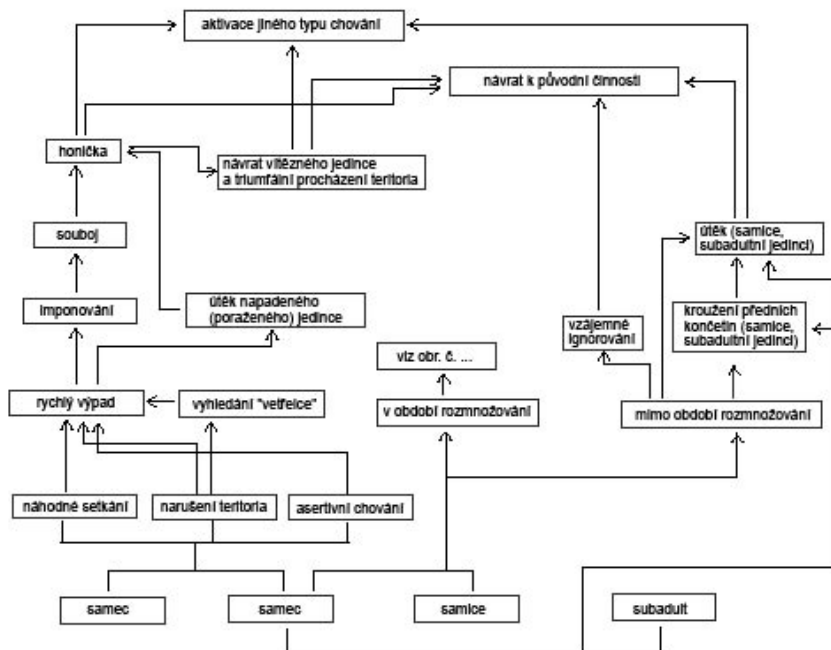 aktivace jiného typu chování
návrat k původní činnosti
honička
návrat vítězného jedince
a triumfální procházení teritoria
souboj
útěk (samice,
subadultní jedinci)
imponování
útěk napadeného
(poraženého) jedince
kroužení předních
končetin (samice,
subadultní jedinci)
vzájemné
ignorování
viz obr. č. ...
rychlý výpad
vyhledání "vetřelce"
v období rozmnožování
mimo období rozmnožování
náhodné setkání
narušení teritoria
asertivní chování
samec
samec
samice
subadult